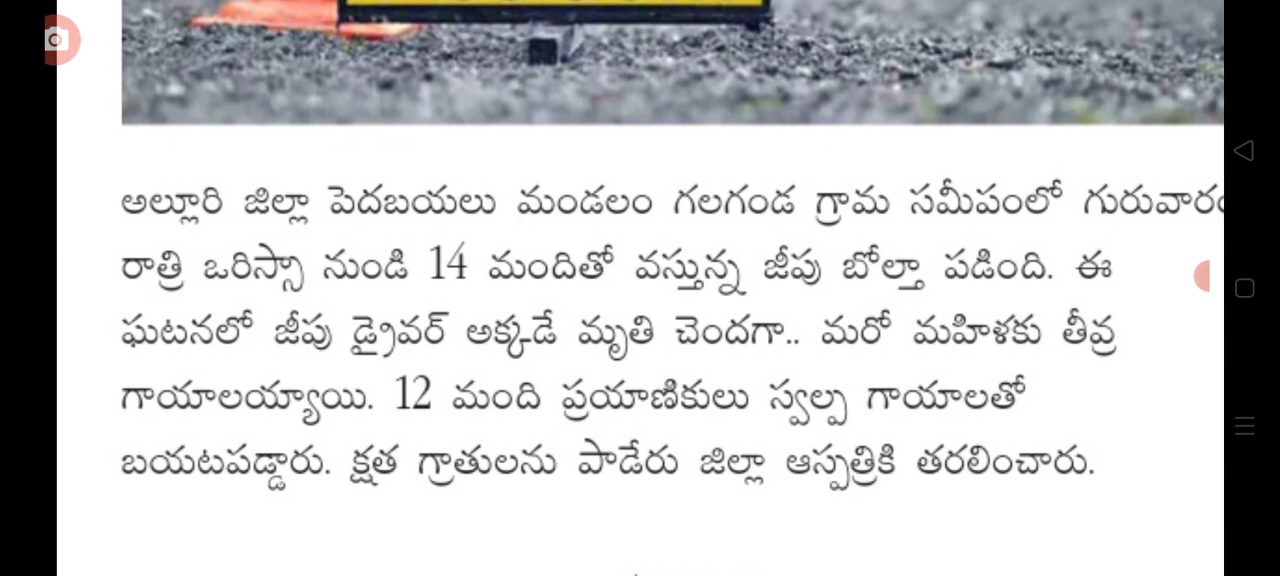 అల్లూరి జిల్లా పెదబయలు మండలం గలగండ గ్రామ సమీపంలో గురువారం
రాత్రి ఒరిస్సా నుండి 14 మందితో వస్తున్న జీపు బోల్తా పడింది. ఈ
ఘటనలో జీపు డ్రైవర్ అక్కడే మృతి చెందగా.. మరో మహిళకు తీవ్ర
గాయాలయ్యాయి. 12 మంది ప్రయాణికులు స్వల్ప గాయాలతో
బయటపడ్డారు. క్షత గ్రాతులను పాడేరు జిల్లా ఆస్పత్రికి తరలించారు.